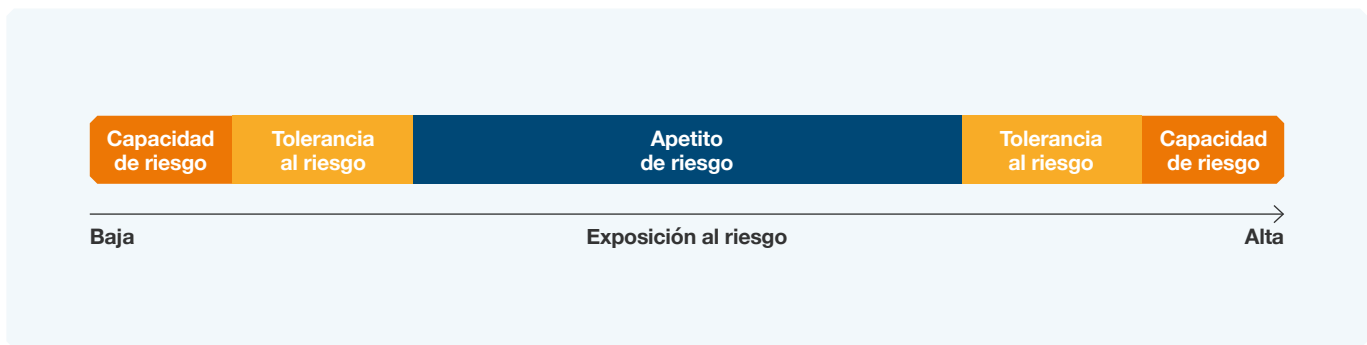 Capacidad
de riesgo
Tolerancia
al riesgo
Apetito
de riesgo
Tolerancia
al riesgo
Capacidad
de riesgo
Baja
Exposición al riesgo
Alta